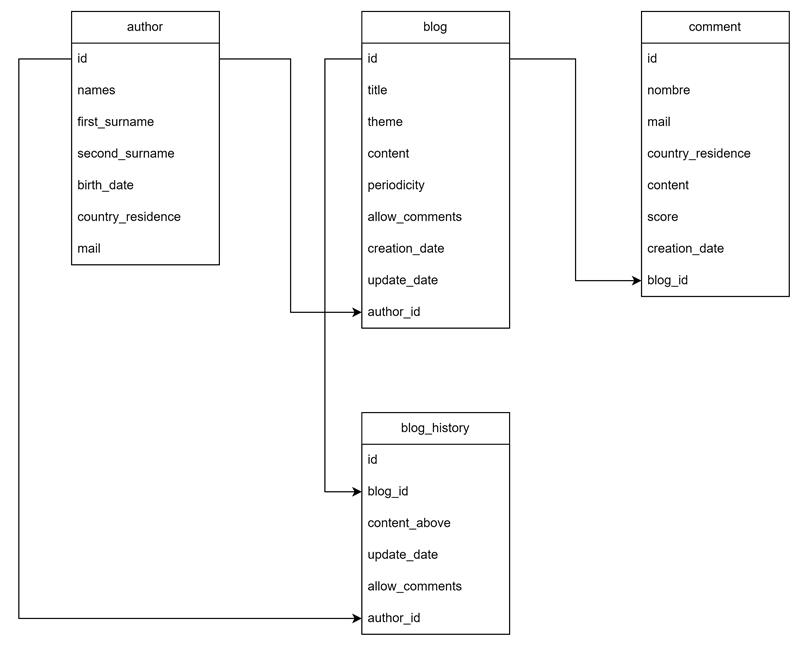 author
id
names
first_surname
second_surname
birth_date
country_residence
mail
blog
id
title
theme
content
periodicity
allow_comments
creation_date
update_date
author_id
comment
id
nombre
mail
country_residence
content
score
creation_date
blog_id
blog_history
id
blog_id
content_above
update_date
allow_comments
author_id